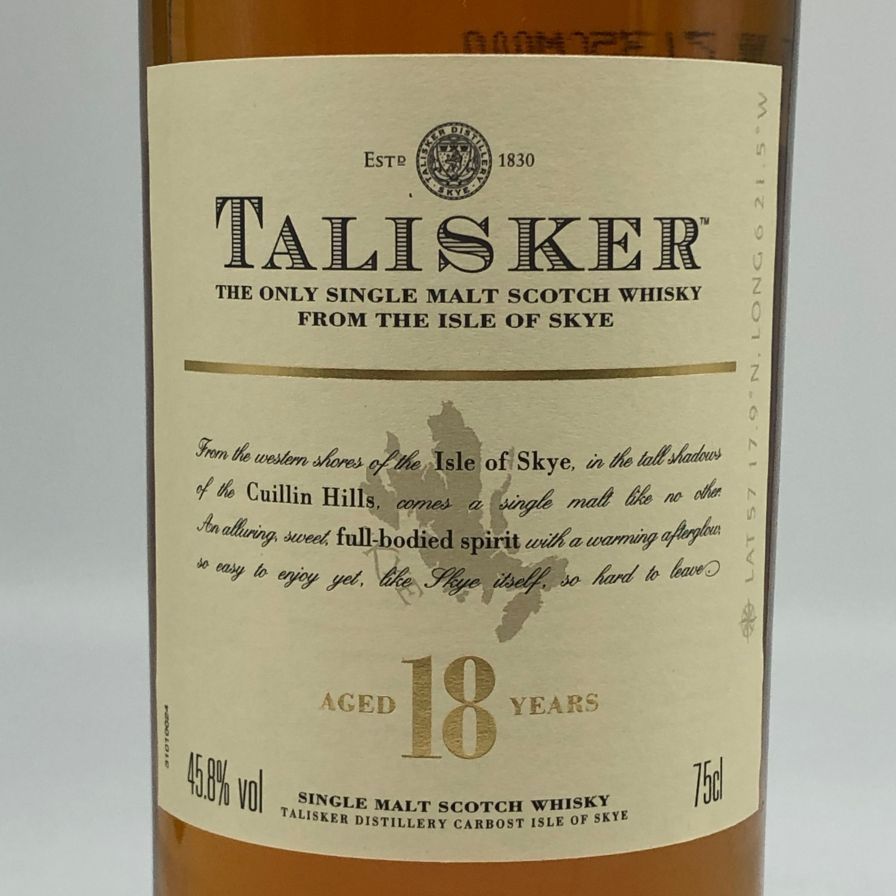 TALISKER DISTILLERY
SKYE
ESTD 1830
TALISKER™
THE ONLY SINGLE MALT SCOTCH WHISKY
FROM THE ISLE OF SKYE
From the western shores of the Isle of Skye, in the tall shadows
of the Cuillin Hills, comes a single malt like no other.
An alluring, sweet, full-bodied spirit with a warming afterglow,
so easy to enjoy yet, like Skye itself, so hard to leave
AGED 18 YEARS
45.8% vol
75cl
SINGLE MALT SCOTCH WHISKY
TALISKER DISTILLERY CARBOST ISLE OF SKYE
LAT 57 17.9°N. LONG 6 21.5°W